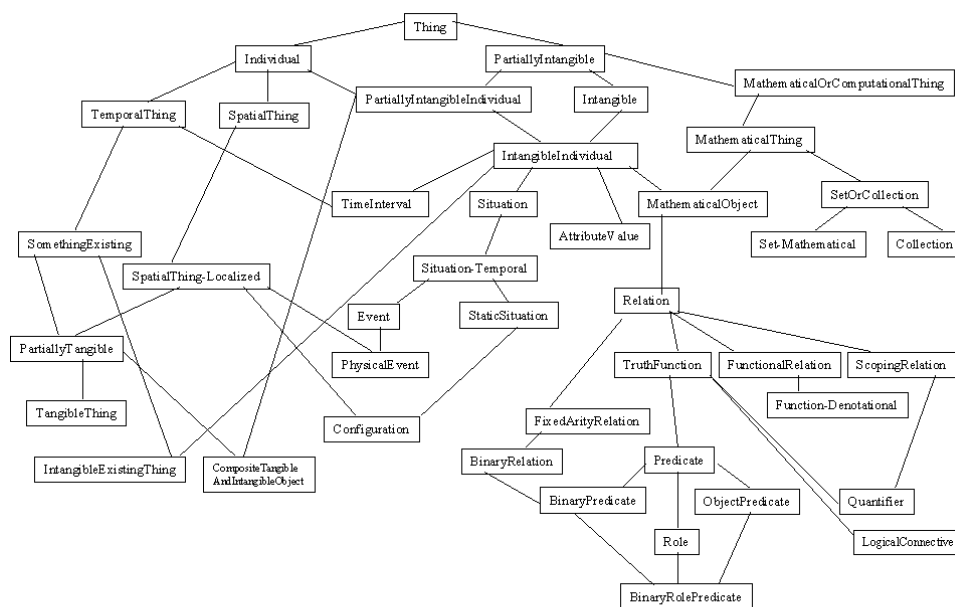 Thing
Individual
PartiallyIntangible
MathematicalOrComputationalThing
PartiallyIntangibleIndividual
Intangible
TemporalThing
SpatialThing
MathematicalThing
IntangibleIndividual
SetOrCollection
TimeInterval
Situation
MathematicalObject
AttributeValue
Set-Mathematical
Collection
SomethingExisting
SpatialThing-Localized
Situation-Temporal
Relation
Event
StaticSituation
PartiallyTangible
PhysicalEvent
TruthFunction
FunctionalRelation
ScopingRelation
TangibleThing
Function-Denotational
Configuration
FixedArityRelation
IntangibleExistingThing
CompositeTangible
AndIntangibleObject
BinaryRelation
Predicate
BinaryPredicate
ObjectPredicate
Quantifier
Role
LogicalConnective
BinaryRolePredicate